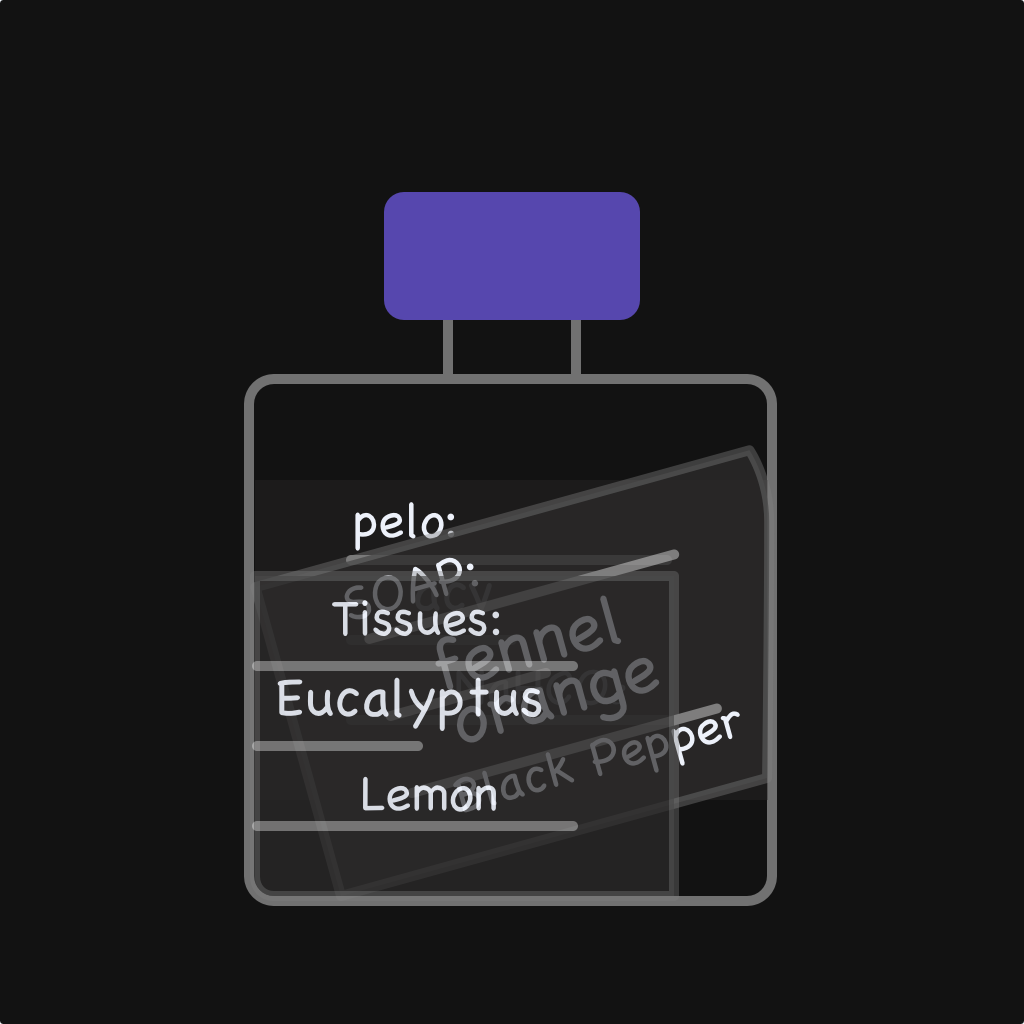 pelo:
SOAP:
Tissues:
fennel
Eucalyptus
orange
Black Pepper
Lemon